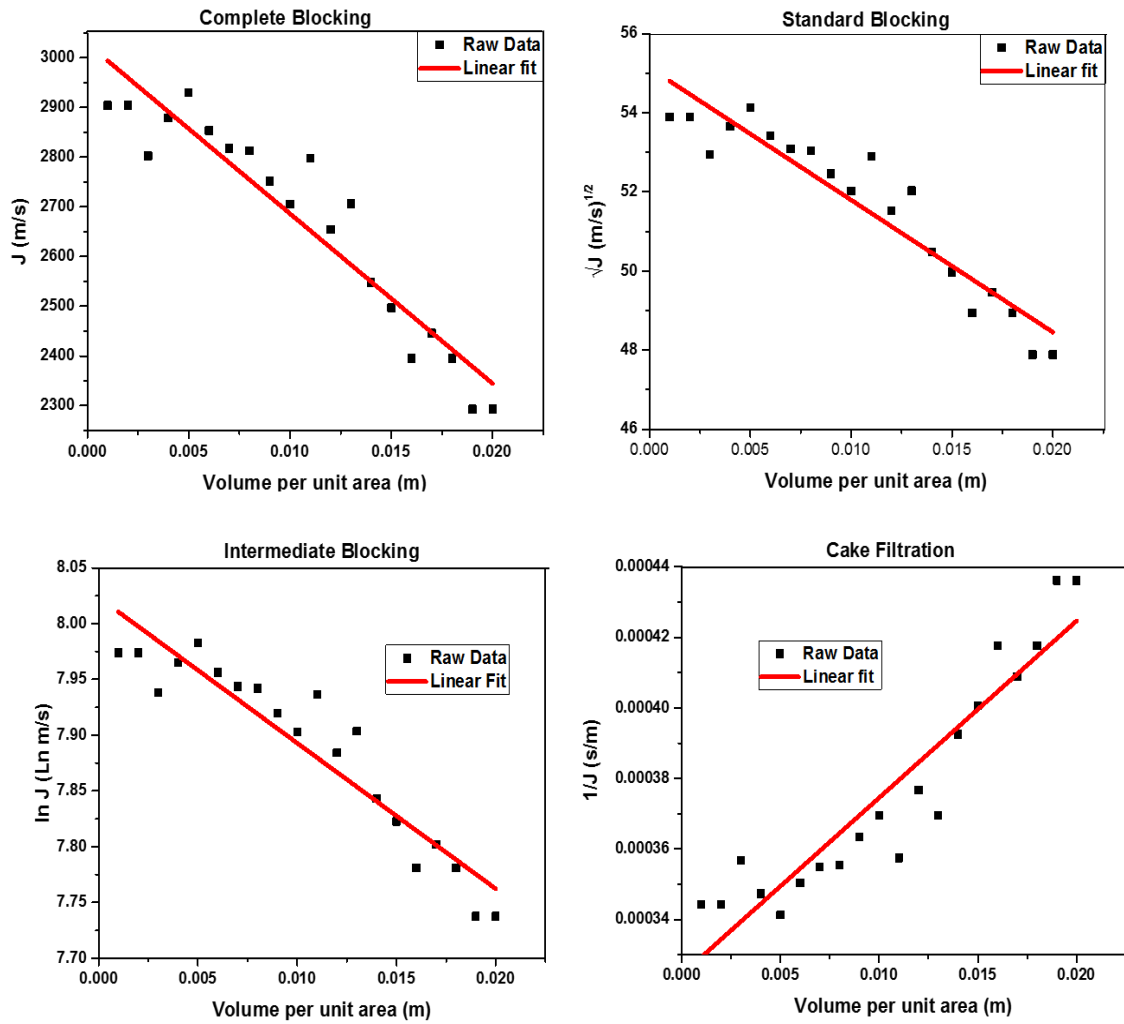 Complete Blocking
Raw Data
Linear fit
3000
2900
2800
2700
2600
2500
2400
2300
J (m/s)
0.000 0.005 0.010 0.015 0.020
Volume per unit area (m)
Standard Blocking
Raw Data
Linear fit
56
54
52
50
48
46
√J (m/s)^1/2
0.000 0.005 0.010 0.015 0.020
Volume per unit area (m)
Intermediate Blocking
Raw Data
Linear Fit
8.05
8.00
7.95
7.90
7.85
7.80
7.75
7.70
ln J (Ln m/s)
0.000 0.005 0.010 0.015 0.020
Volume per unit area (m)
Cake Filtration
Raw Data
Linear fit
0.00044
0.00042
0.00040
0.00038
0.00036
0.00034
1/J (s/m)
0.000 0.005 0.010 0.015 0.020
Volume per unit area (m)